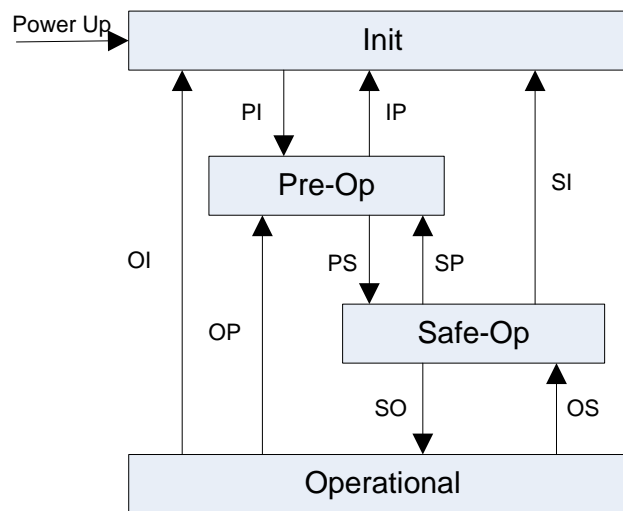 Power Up
Init
PI
IP
Pre-Op
SI
OI
PS
SP
OP
Safe-Op
SO
OS
Operational